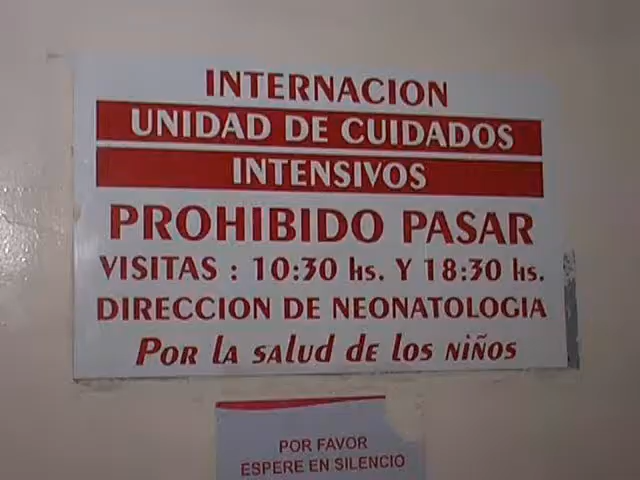 INTERNACION
UNIDAD DE CUIDADOS
INTENSIVOS
PROHIBIDO PASAR
VISITAS : 10:30 hs. Y 18:30 hs.
DIRECCION DE NEONATOLOGIA
Por la salud de los niños
POR FAVOR
ESPERE EN SILENCIO